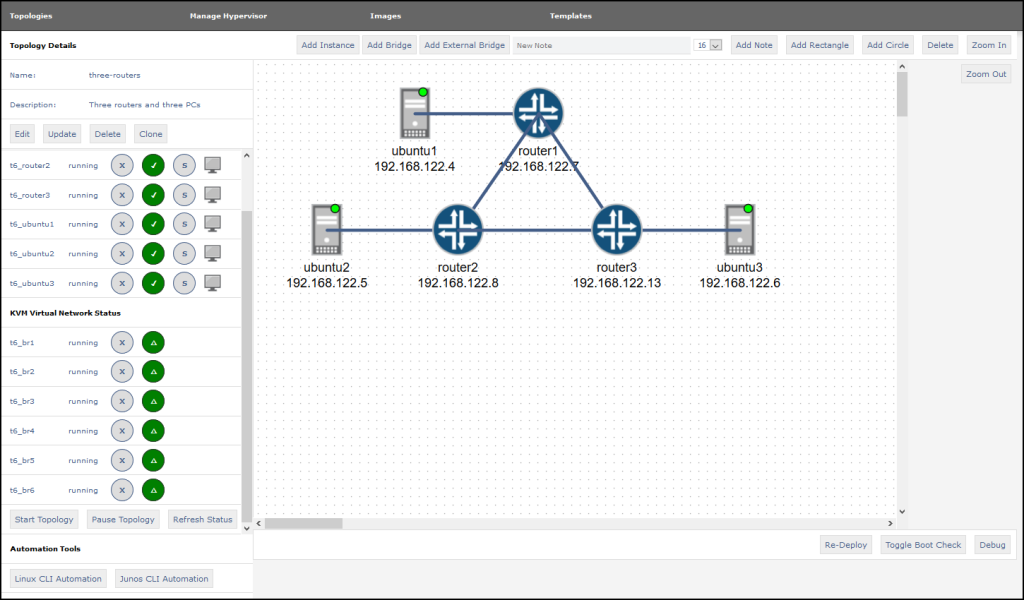 Topologies Manage Hypervisor Images Templates
Topology Details
Add Instance Add Bridge Add External Bridge New Note 16 Add Note Add Rectangle Add Circle Delete Zoom In
Zoom Out
Name: three-routers
Description: Three routers and three PCs
Edit Update Delete Clone
t6_router2 running X ✓ S
t6_router3 running X ✓ S
t6_ubuntu1 running X ✓ S
t6_ubuntu2 running X ✓ S
t6_ubuntu3 running X ✓ S
KVM Virtual Network Status
t6_br1 running X △
t6_br2 running X △
t6_br3 running X △
t6_br4 running X △
t6_br5 running X △
t6_br6 running X △
Start Topology Pause Topology Refresh Status
Automation Tools
Linux CLI Automation Junos CLI Automation
ubuntu1 router1
192.168.122.4 192.168.122.7
ubuntu2 router2 router3 ubuntu3
192.168.122.5 192.168.122.8 192.168.122.13 192.168.122.6
Re-Deploy Toggle Boot Check Debug